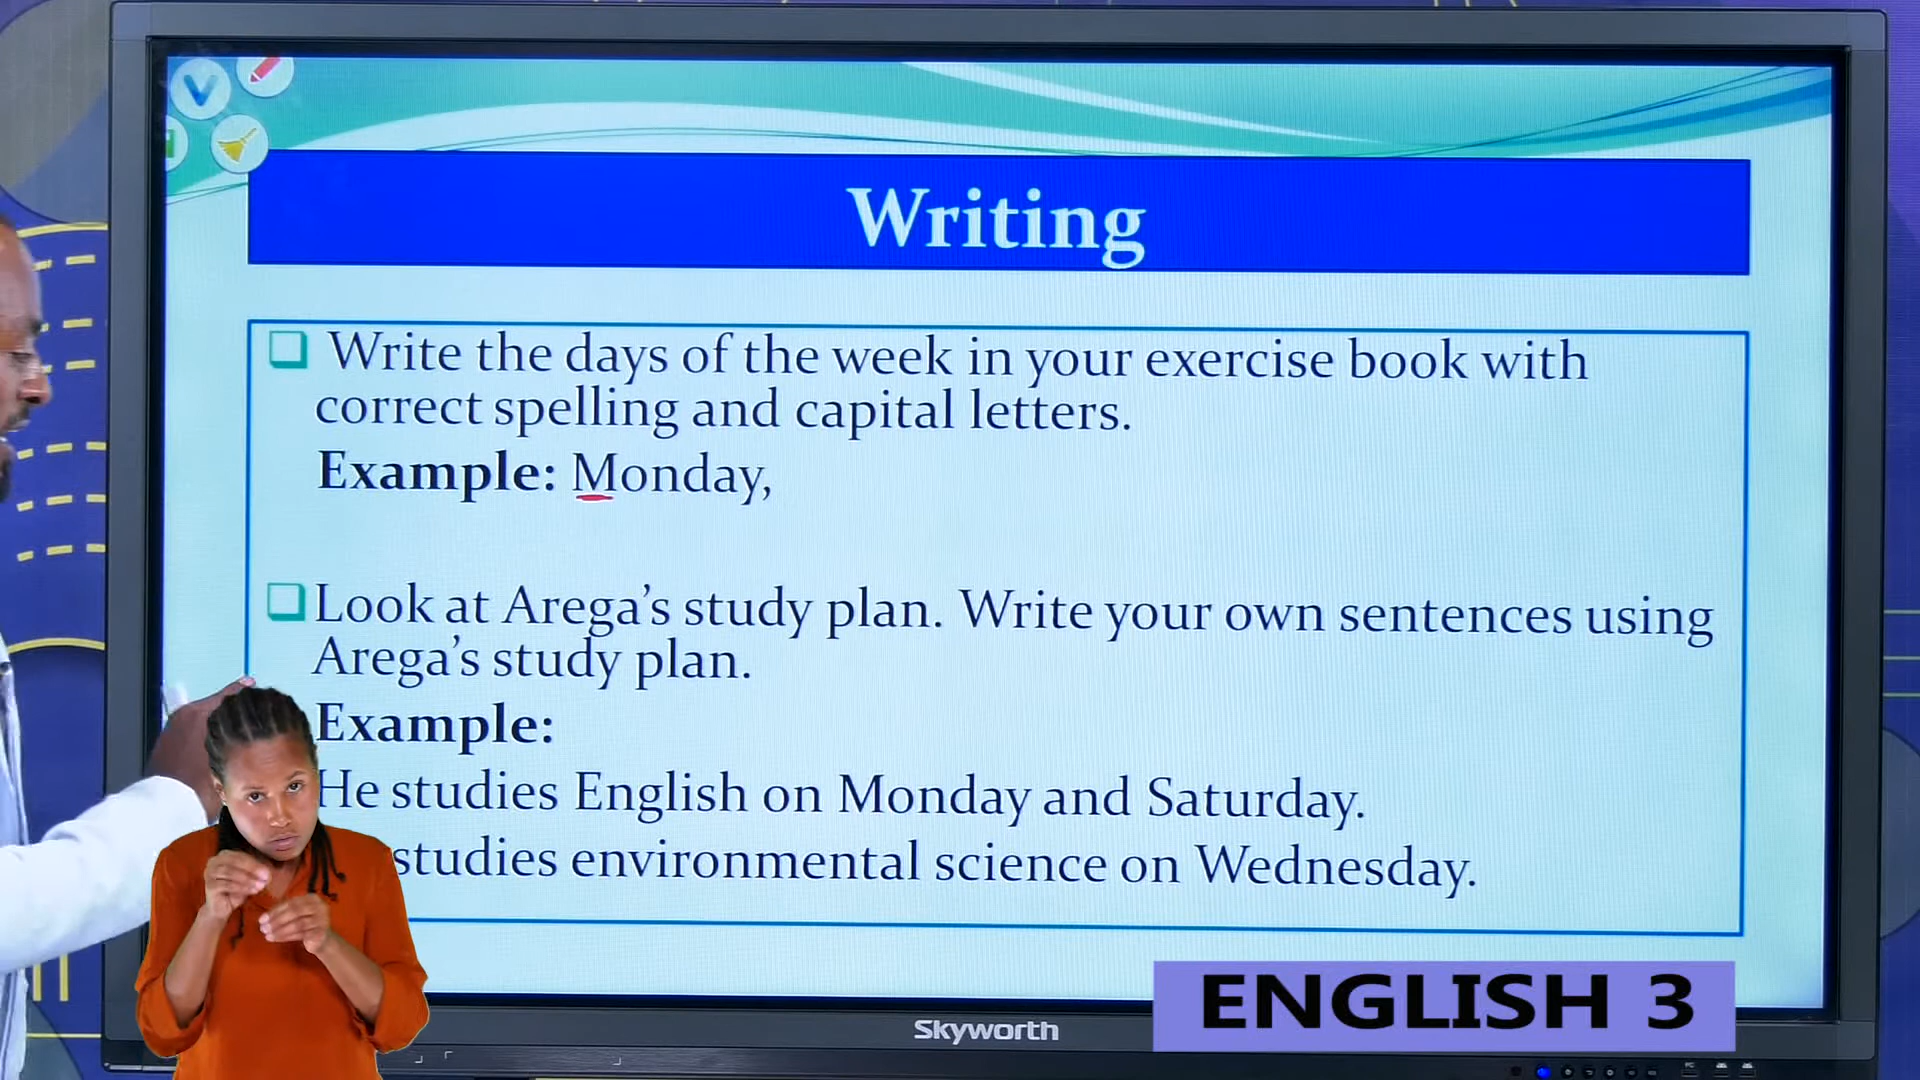 Writing
Write the days of the week in your exercise book with
correct spelling and capital letters.
Example: Monday,
Look at Arega's study plan. Write your own sentences using
Arega's study plan.
Example:
He studies English on Monday and Saturday.
studies environmental science on Wednesday.
ENGLISH 3
Skyworth